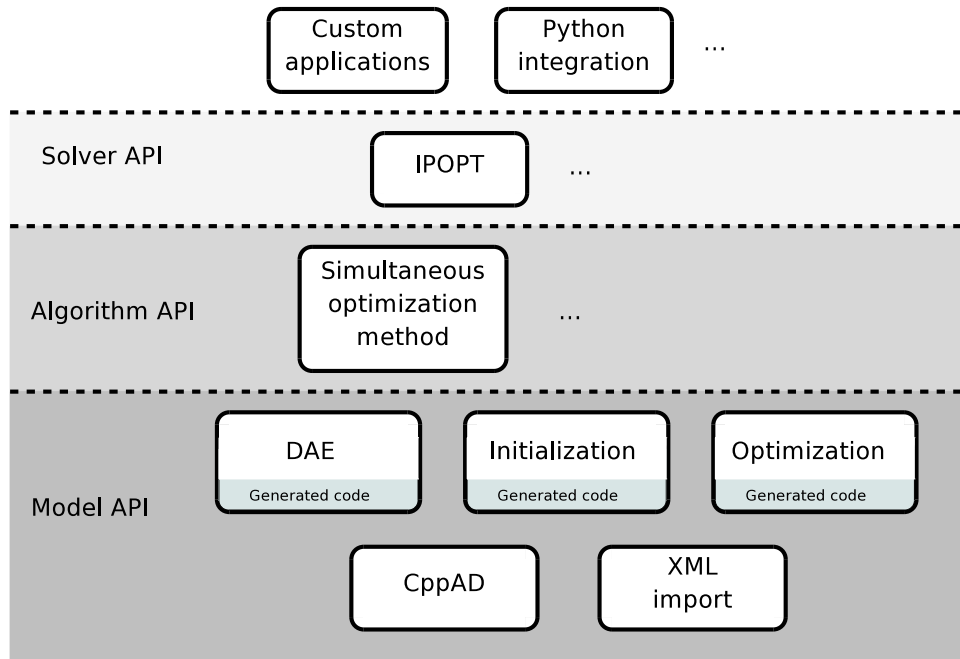 Custom
applications
Python
integration
...
Solver API
IPOPT
...
Algorithm API
Simultaneous
optimization
method
...
Model API
DAE
Generated code
Initialization
Generated code
Optimization
Generated code
CppAD
XML
import